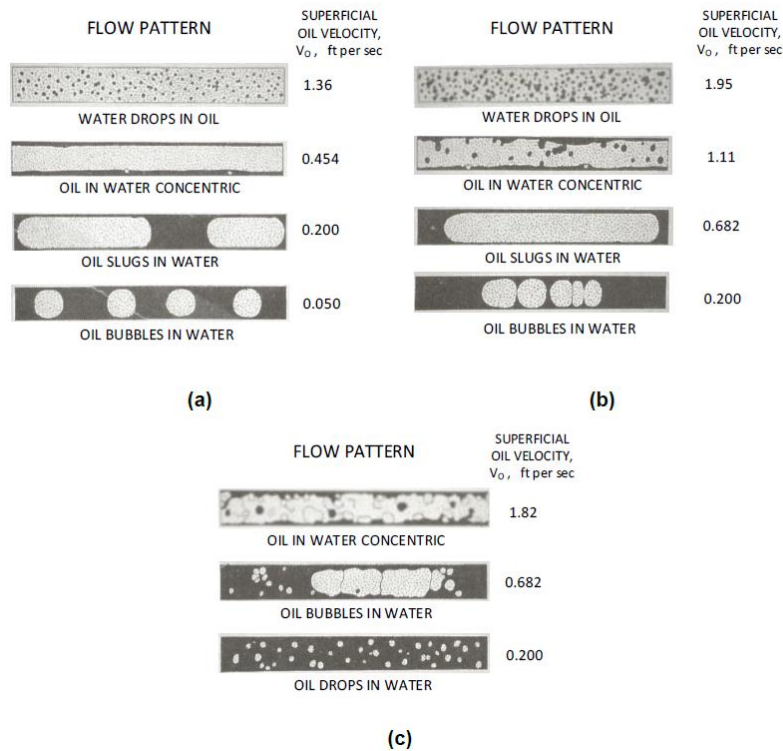 FLOW PATTERN
SUPERFICIAL
OIL VELOCITY,
Vo , ft per sec
1.36
WATER DROPS IN OIL
0.454
OIL IN WATER CONCENTRIC
0.200
OIL SLUGS IN WATER
0.050
OIL BUBBLES IN WATER
(a)
FLOW PATTERN
SUPERFICIAL
OIL VELOCITY,
Vo , ft per sec
1.95
WATER DROPS IN OIL
1.11
OIL IN WATER CONCENTRIC
0.682
OIL SLUGS IN WATER
0.200
OIL BUBBLES IN WATER
(b)
FLOW PATTERN
SUPERFICIAL
OIL VELOCITY,
Vo , ft per sec
1.82
OIL IN WATER CONCENTRIC
0.682
OIL BUBBLES IN WATER
0.200
OIL DROPS IN WATER
(c)